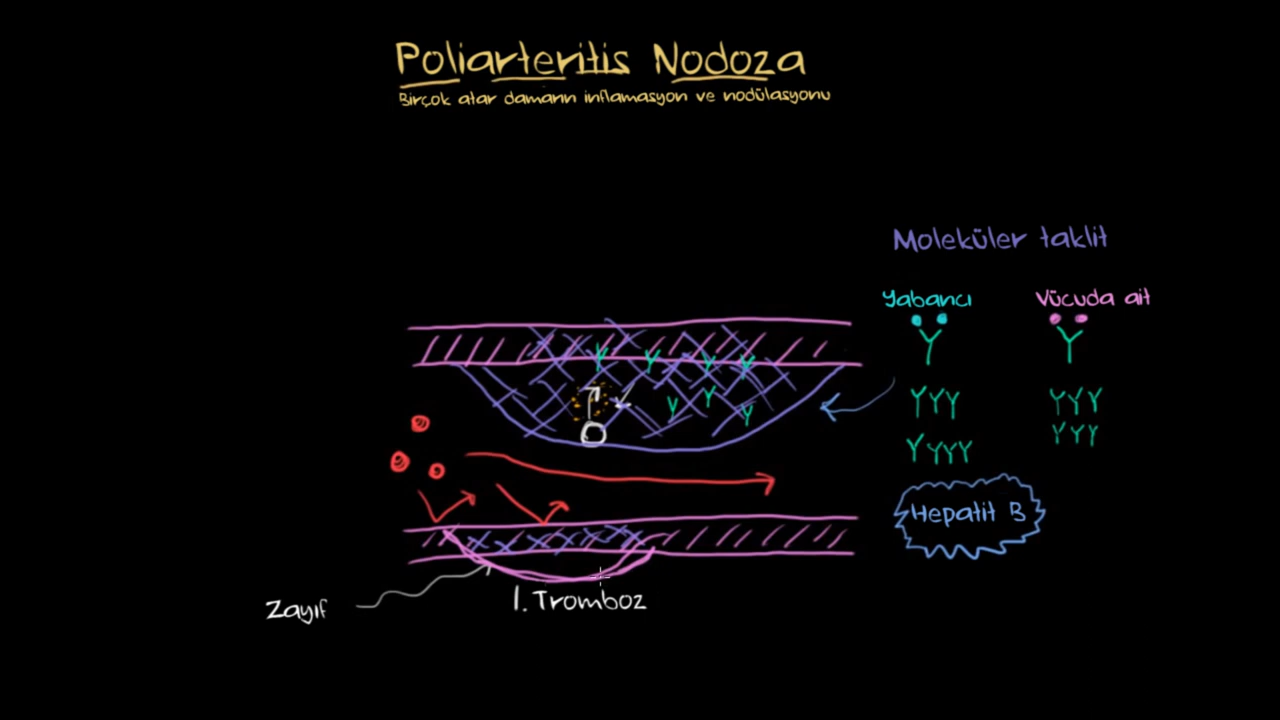 Poliarteritis Nodoza
Birçok atar damarın inflamasyon ve nodülasyonu
Moleküler taklit
Yabancı
Vücuda ait
Hepatit B
Zayıf
1. Tromboz